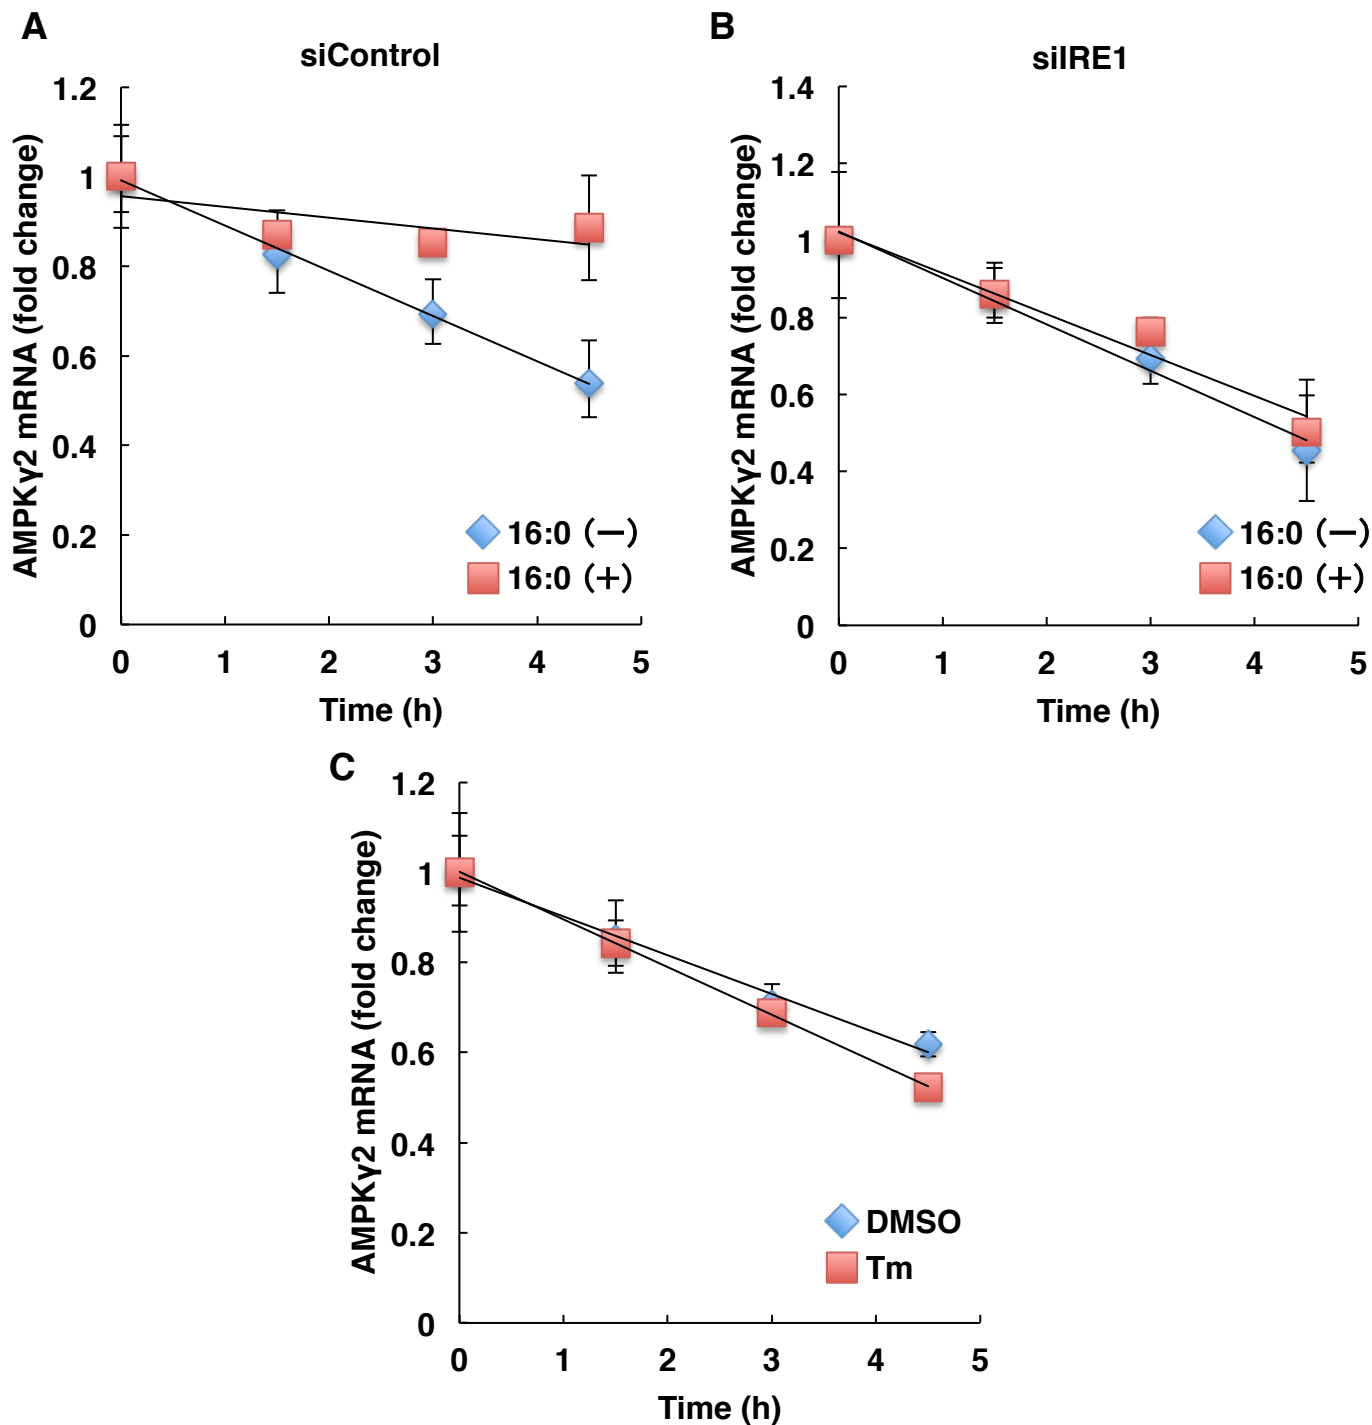 A
siControl
AMPKγ2 mRNA (fold change)
1.2
1
0.8
0.6
0.4
0.2
0
0 1 2 3 4 5
Time (h)
16:0 (−)
16:0 (+)
B
siIRE1
AMPKγ2 mRNA (fold change)
1.4
1.2
1
0.8
0.6
0.4
0.2
0
0 1 2 3 4 5
Time (h)
16:0 (−)
16:0 (+)
C
AMPKγ2 mRNA (fold change)
1.2
1
0.8
0.6
0.4
0.2
0
0 1 2 3 4 5
Time (h)
DMSO
Tm